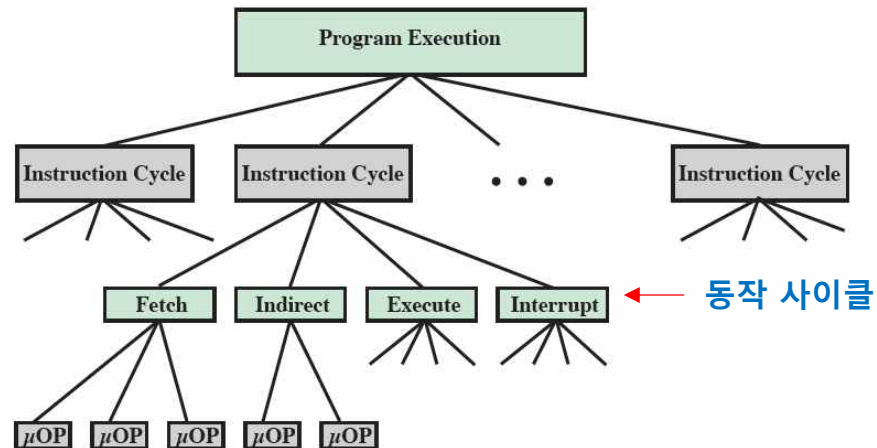 Program Execution
Instruction Cycle Instruction Cycle • • • Instruction Cycle
Fetch Indirect Execute Interrupt 동작 사이클
μOP μOP μOP μOP μOP